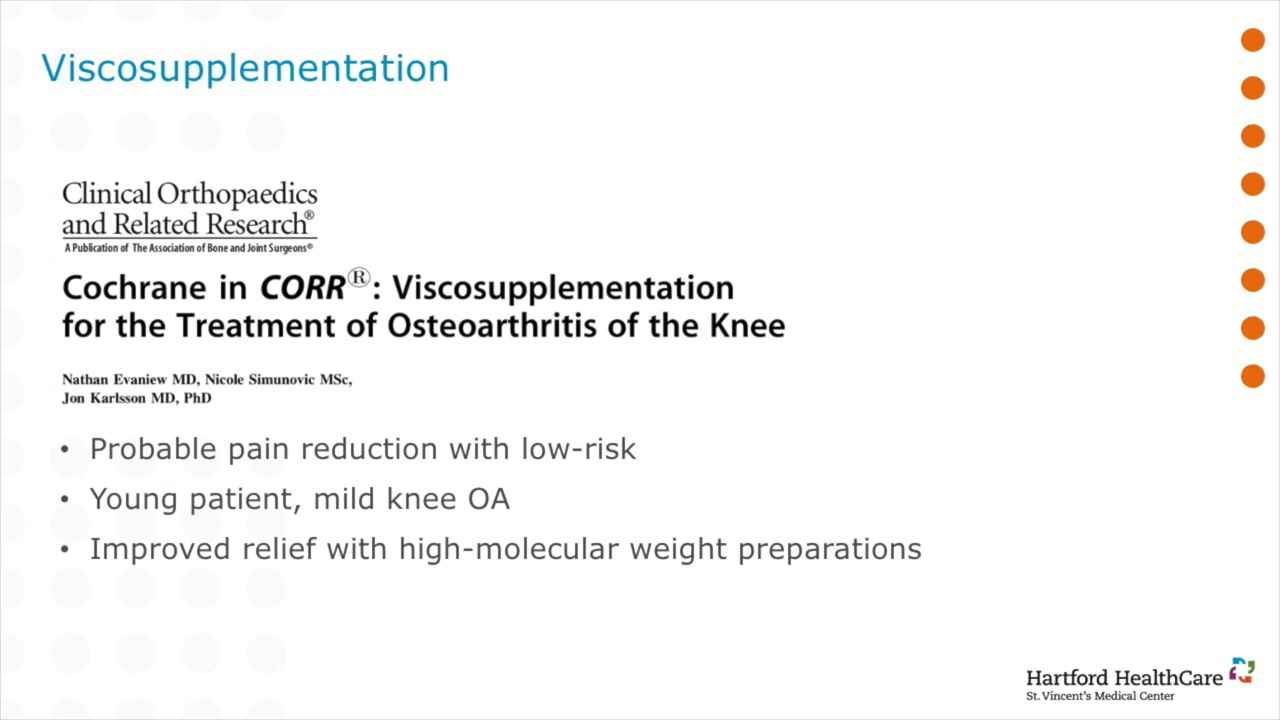 Viscosupplementation
Clinical Orthopaedics
and Related Research®
A Publication of The Association of Bone and Joint Surgeons®
Cochrane in CORR®: Viscosupplementation
for the Treatment of Osteoarthritis of the Knee
Nathan Evaniew MD, Nicole Simunovic MSc,
Jon Karlsson MD, PhD
• Probable pain reduction with low-risk
• Young patient, mild knee OA
• Improved relief with high-molecular weight preparations
Hartford HealthCare
St. Vincent's Medical Center